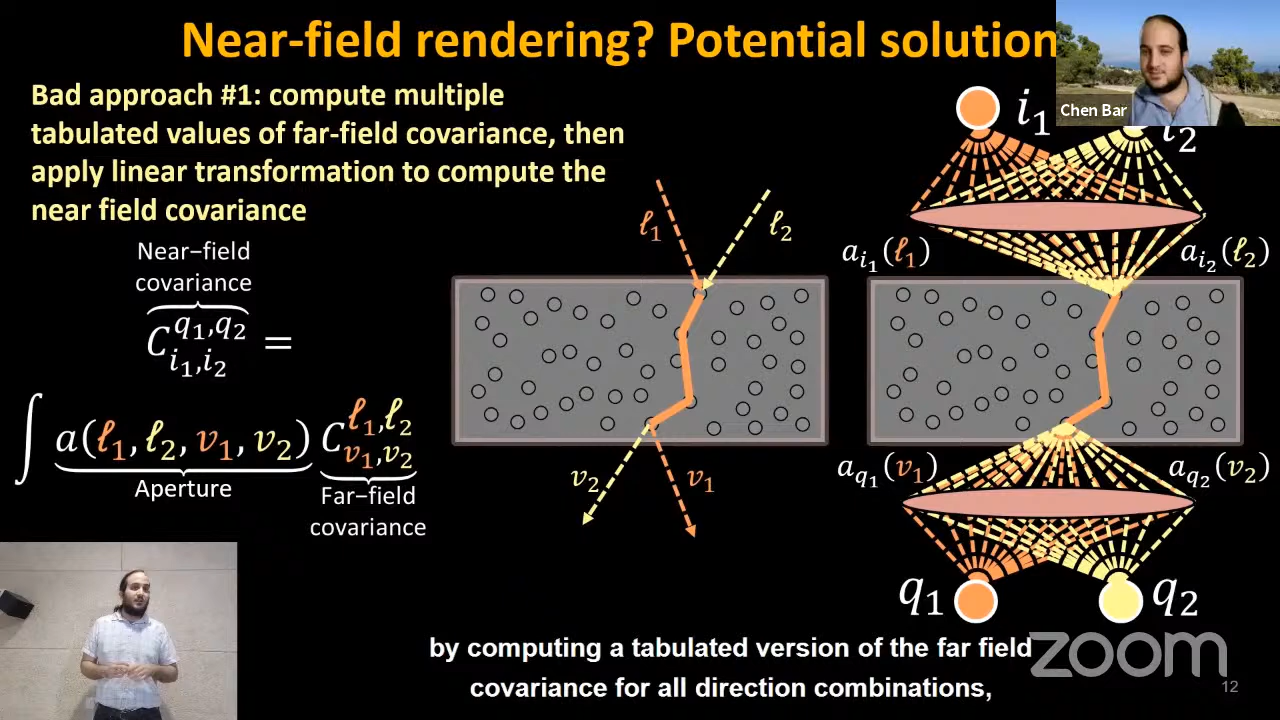 Near-field rendering? Potential solution
Chen Bar
Bad approach #1: compute multiple
tabulated values of far-field covariance, then
apply linear transformation to compute the
near field covariance
Near−field
covariance
C^{q₁,q₂}_{i₁,i₂} =
∫ a(ℓ₁, ℓ₂, v₁, v₂) C^{ℓ₁,ℓ₂}_{v₁,v₂}
Aperture
Far−field
covariance
ℓ₁
ℓ₂
v₂
v₁
i₁
i₂
a_{i₁}(ℓ₁)
a_{i₂}(ℓ₂)
a_{q₁}(v₁)
a_{q₂}(v₂)
q₁
q₂
by computing a tabulated version of the far field
covariance for all direction combinations,
zoom
12